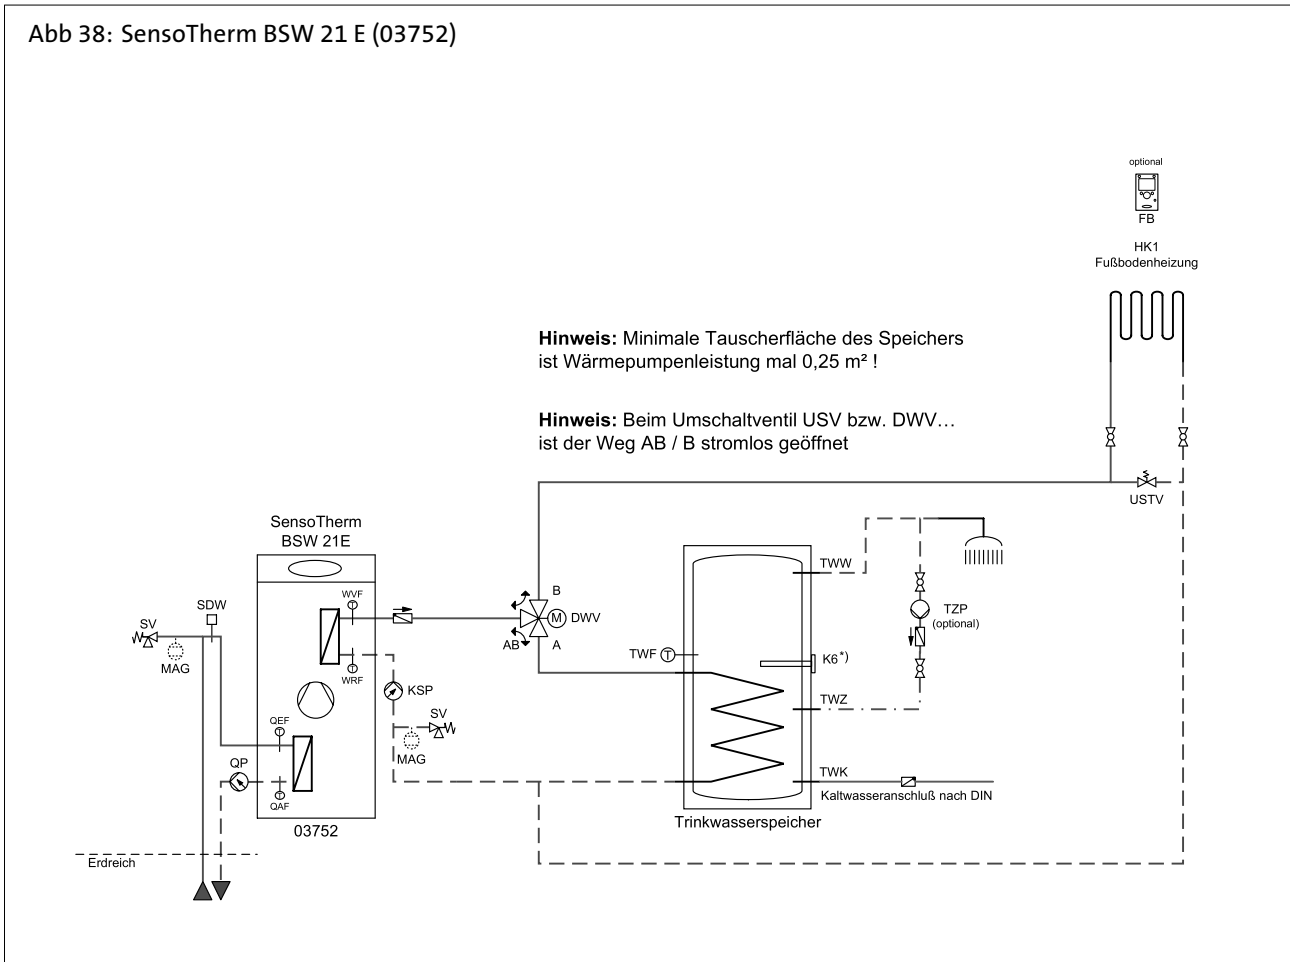 Abb 38: SensoTherm BSW 21 E (03752)
optional
FB
HK1
Fußbodenheizung
Hinweis: Minimale Tauscherfläche des Speichers
ist Wärmepumpenleistung mal 0,25 m² !
Hinweis: Beim Umschaltventil USV bzw. DWV...
ist der Weg AB / B stromlos geöffnet
USTV
SensoTherm
BSW 21E
SDW
SV
MAG
WVF
WRF
QEF
QP
QAF
03752
Erdreich
KSP
SV
MAG
B
M
DWV
AB
A
TWF
T
TWW
TZP
(optional)
K6*)
TWZ
TWK
Kaltwasseranschluß nach DIN
Trinkwasserspeicher
T
T
T
T